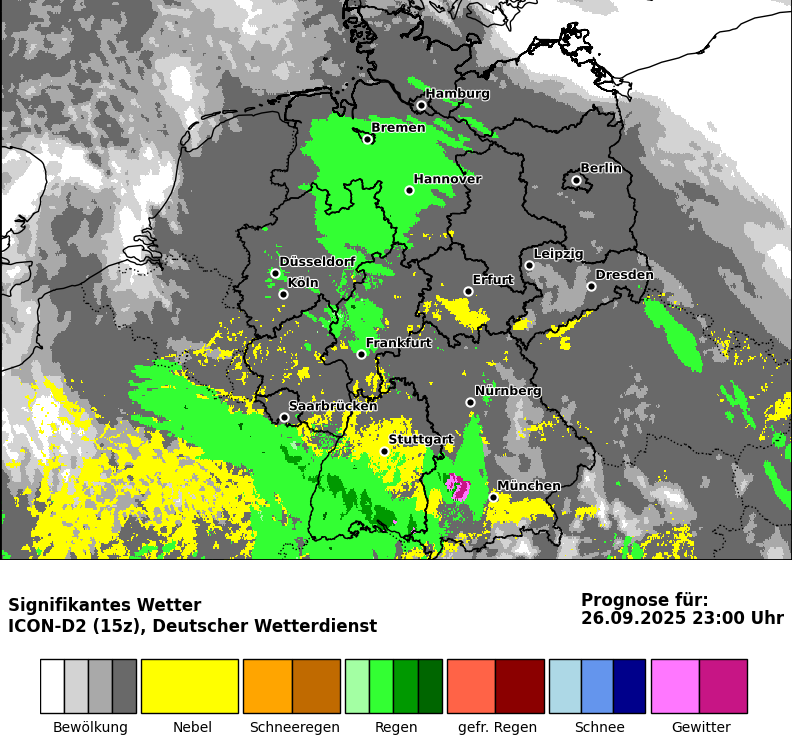 Hamburg
Bremen
Berlin
Hannover
Leipzig
Düsseldorf
Dresden
Erfurt
Köln
Frankfurt
Nürnberg
Saarbrücken
Stuttgart
München
Signifikantes Wetter
ICON-D2 (15z), Deutscher Wetterdienst
Prognose für:
26.09.2025 23:00 Uhr
Bewölkung Nebel Schneeregen Regen gefr. Regen Schnee Gewitter